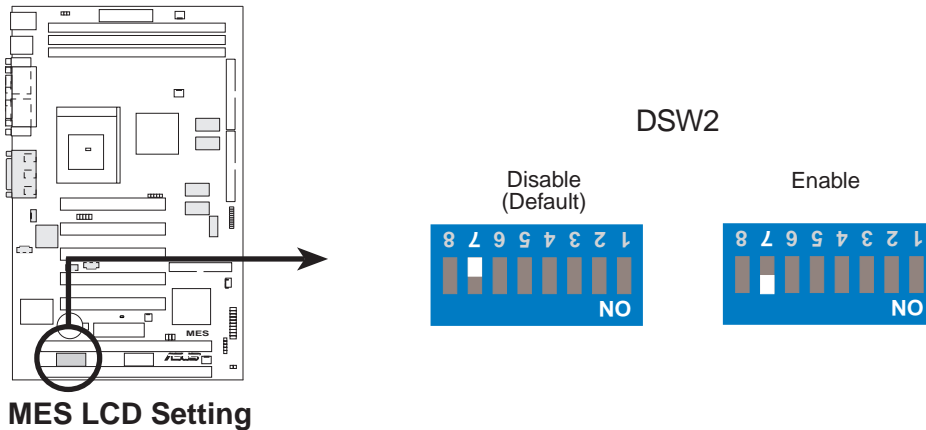 DSW2
Disable
(Default)
Enable
8 7 6 5 4 3 2 1
8 7 6 5 4 3 2 1
ON
ON
MES
ASUS
MES LCD Setting